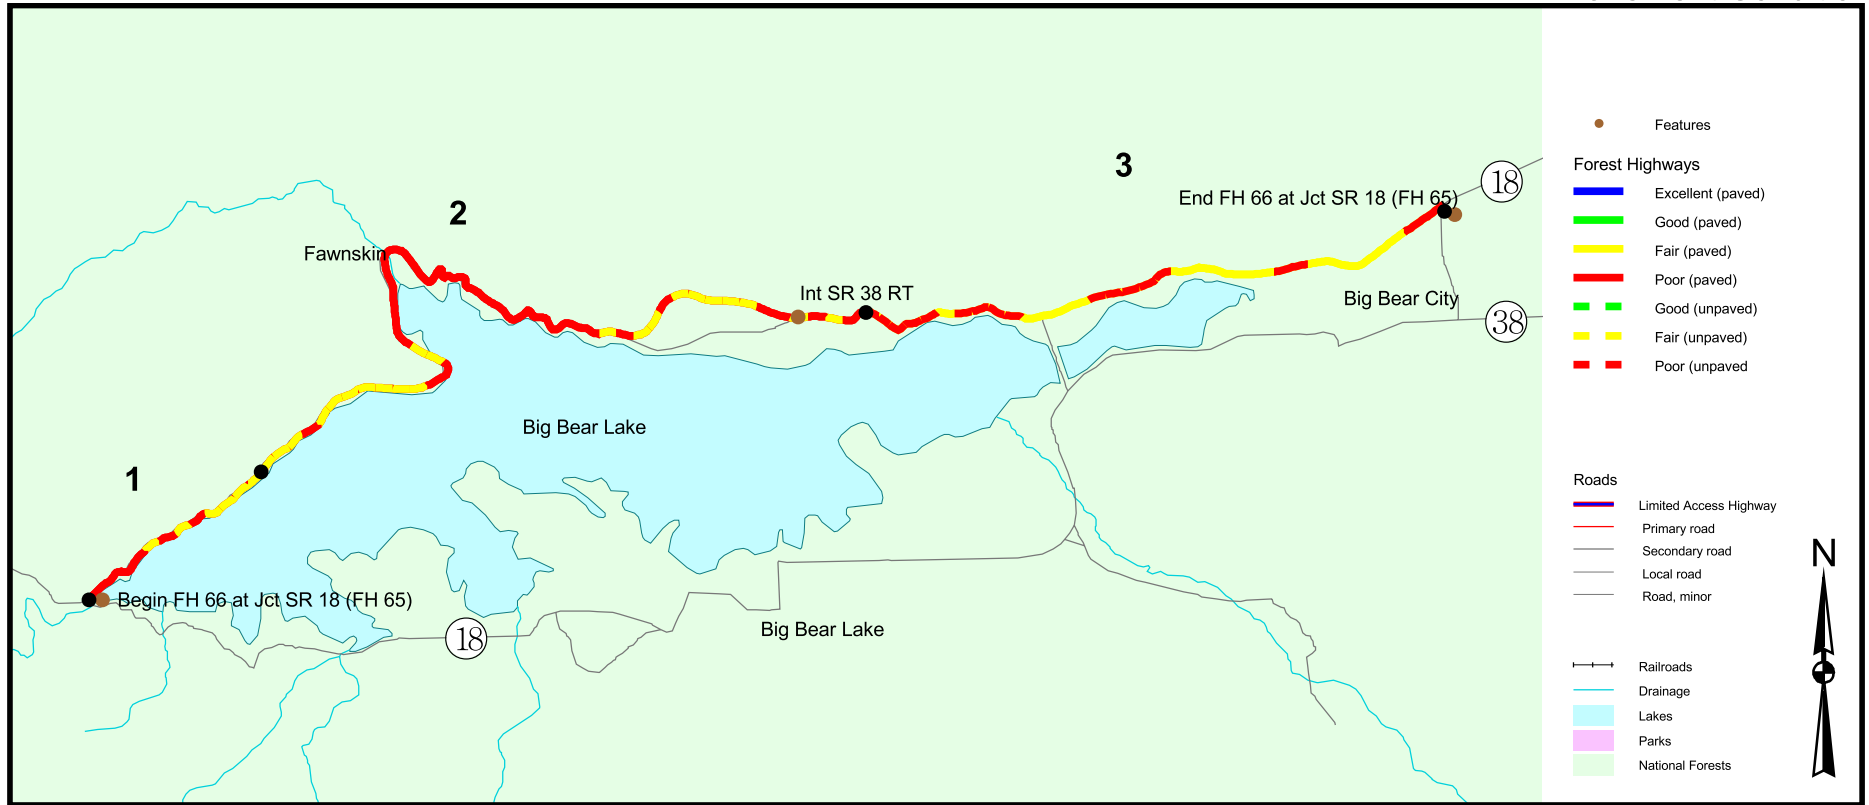 3
End FH 66 at Jct SR 18 (FH 65)
18
2
Fawnskin
Int SR 38 RT
Big Bear City
38
Big Bear Lake
1
Begin FH 66 at Jct SR 18 (FH 65)
18
Big Bear Lake
Features
Forest Highways
Excellent (paved)
Good (paved)
Fair (paved)
Poor (paved)
Good (unpaved)
Fair (unpaved)
Poor (unpaved
Roads
Limited Access Highway
Primary road
Secondary road
Local road
Road, minor
N
Railroads
Drainage
Lakes
Parks
National Forests